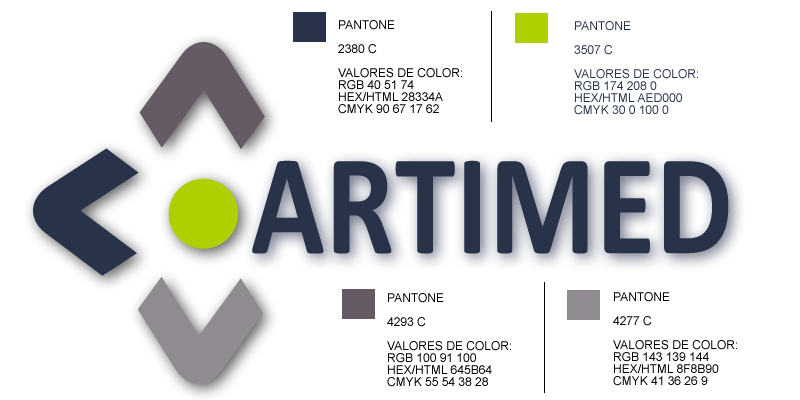 PANTONE
2380 C
VALORES DE COLOR:
RGB 40 51 74
HEX/HTML 28334A
CMYK 90 67 17 62
PANTONE
3507 C
VALORES DE COLOR:
RGB 174 208 0
HEX/HTML AED000
CMYK 30 0 100 0
ARTIMED
PANTONE
4293 C
VALORES DE COLOR:
RGB 100 91 100
HEX/HTML 645B64
CMYK 55 54 38 28
PANTONE
4277 C
VALORES DE COLOR:
RGB 143 139 144
HEX/HTML 8F8B90
CMYK 41 36 26 9